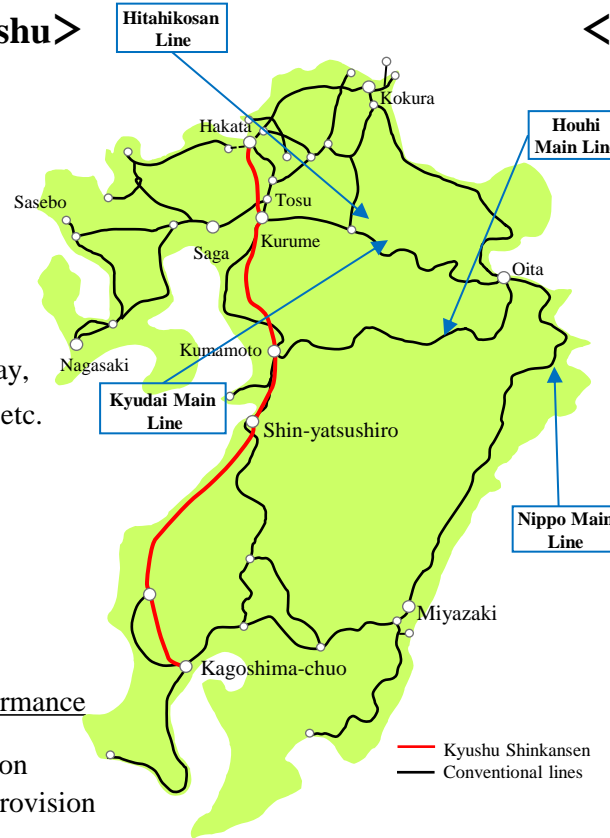 shu>
<
Hitahikosan
Line
Kokura
Houhi
Main Lin
Hakata
Sasebo
Tosu
Saga
Kurume
Oita
Nagasaki
Kumamoto
ay,
etc.
Kyudai Main
Line
Shin-yatsushiro
Nippo Main
Line
Miyazaki
Kagoshima-chuo
rmance
on
rovision
Kyushu Shinkansen
Conventional lines